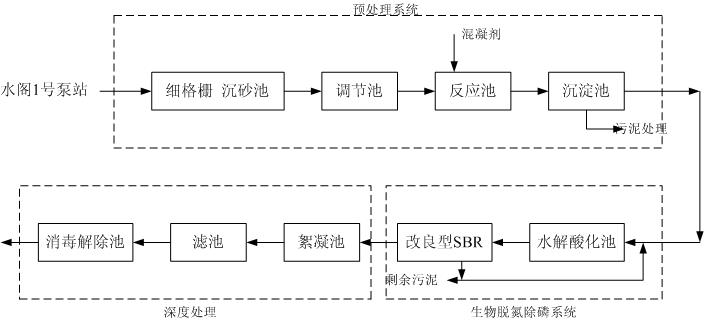 预处理系统
混凝剂
水阁1号泵站
细格栅 沉砂池
调节池
反应池
沉淀池
污泥处理
消毒解除池
滤池
絮凝池
改良型SBR
水解酸化池
剩余污泥
深度处理
生物脱氮除磷系统